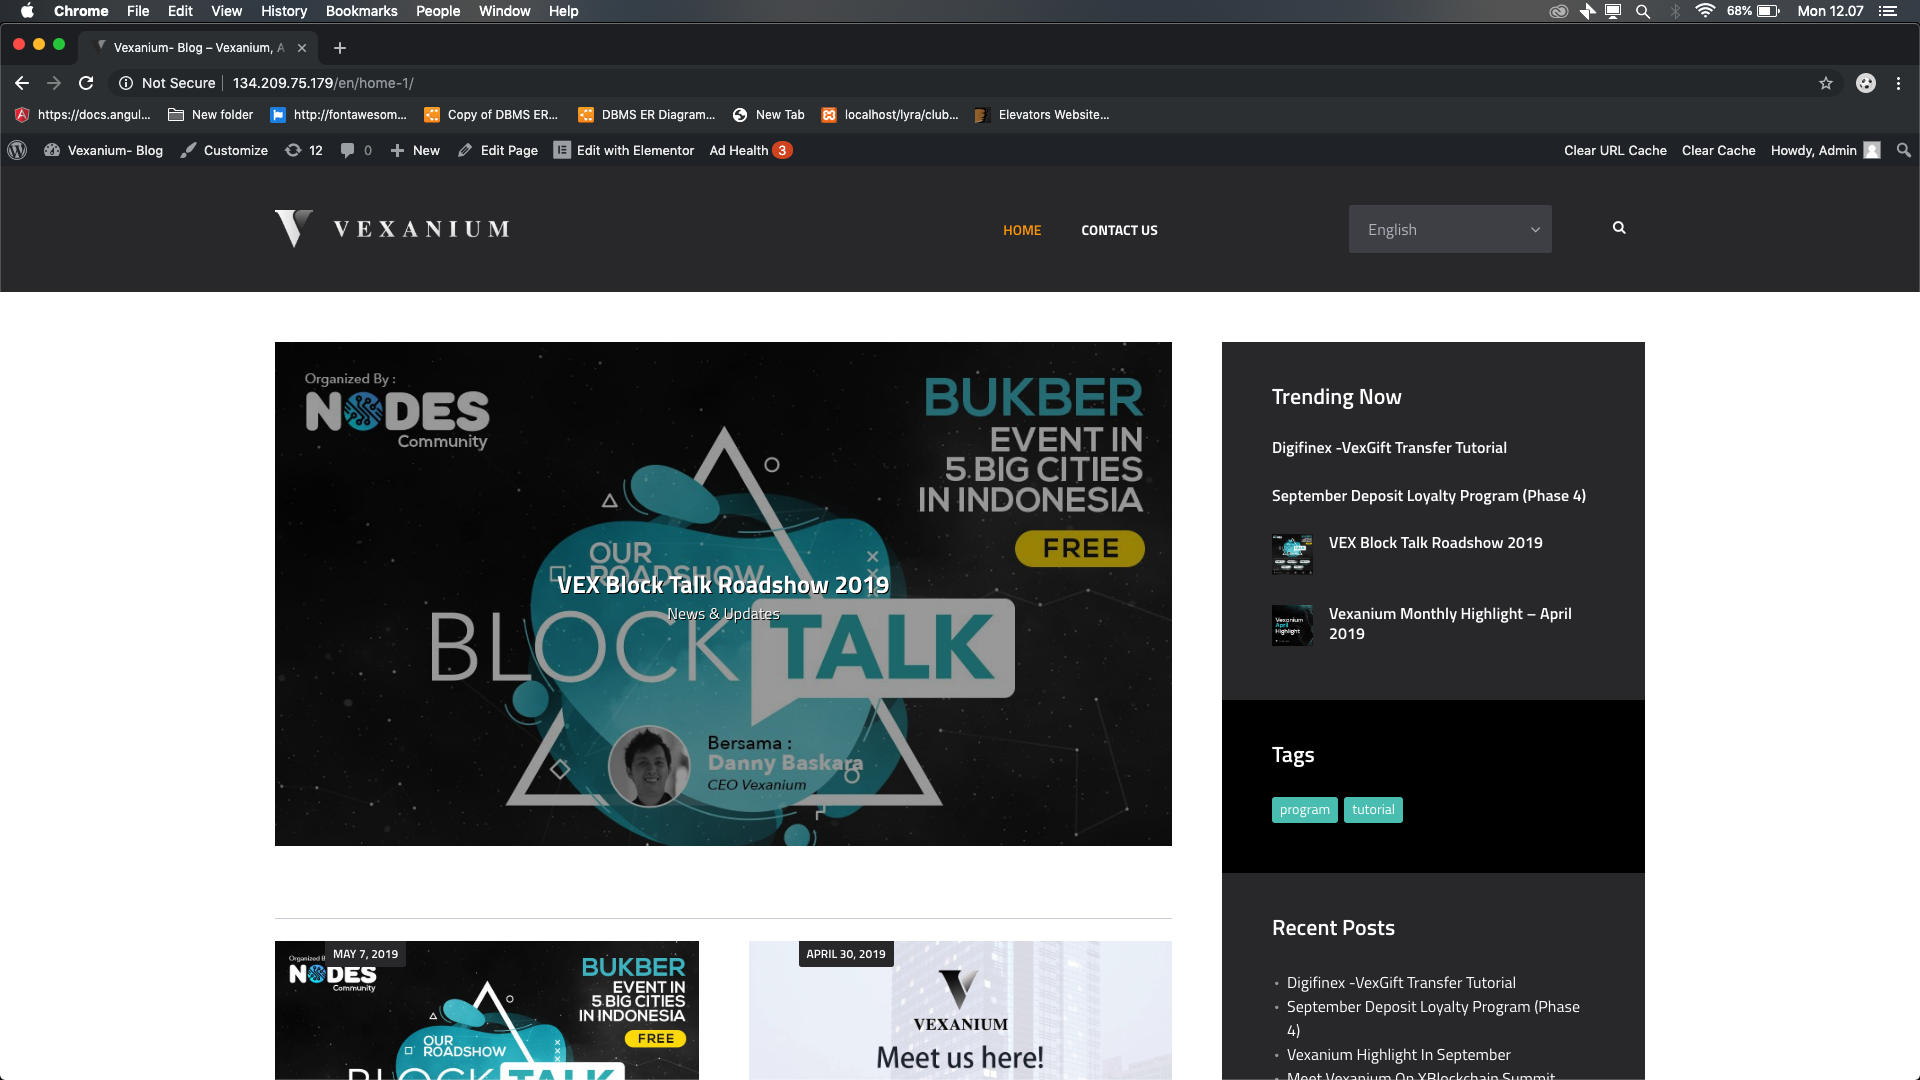 Chrome File Edit View History Bookmarks People Window Help 68% Mon 12.07
Vexanium- Blog – Vexanium, A
Not Secure 134.209.75.179/en/home-1/
https://docs.angul... New folder http://fontawesom... Copy of DBMS ER... DBMS ER Diagram... New Tab localhost/lyra/club... Elevators Website...
Vexanium- Blog Customize 12 0 New Edit Page Edit with Elementor Ad Health 3 Clear URL Cache Clear Cache Howdy, Admin
VEXANIUM HOME CONTACT US English
Organized By :
NODES
Community
BUKBER
EVENT IN
5 BIG CITIES
IN INDONESIA
FREE
OUR
ROADSHOW
VEX Block Talk Roadshow 2019
News & Updates
BLOCK TALK
Bersama :
Danny Baskara
CEO Vexanium
Trending Now
Digifinex -VexGift Transfer Tutorial
September Deposit Loyalty Program (Phase 4)
VEX Block Talk Roadshow 2019
Vexanium Monthly Highlight – April
2019
Vexanium
April
Highlight
Tags
program tutorial
Recent Posts
Digifinex -VexGift Transfer Tutorial
September Deposit Loyalty Program (Phase
4)
Vexanium Highlight In September
Meet Vexanium On XBlockchain Summit
MAY 7, 2019
Organized B
NODES
Community
BUKBER
EVENT IN
5 BIG CITIES
IN INDONESIA
FREE
OUR
ROADSHOW
BLOCK TALK
APRIL 30, 2019
VEXANIUM
Meet us here!